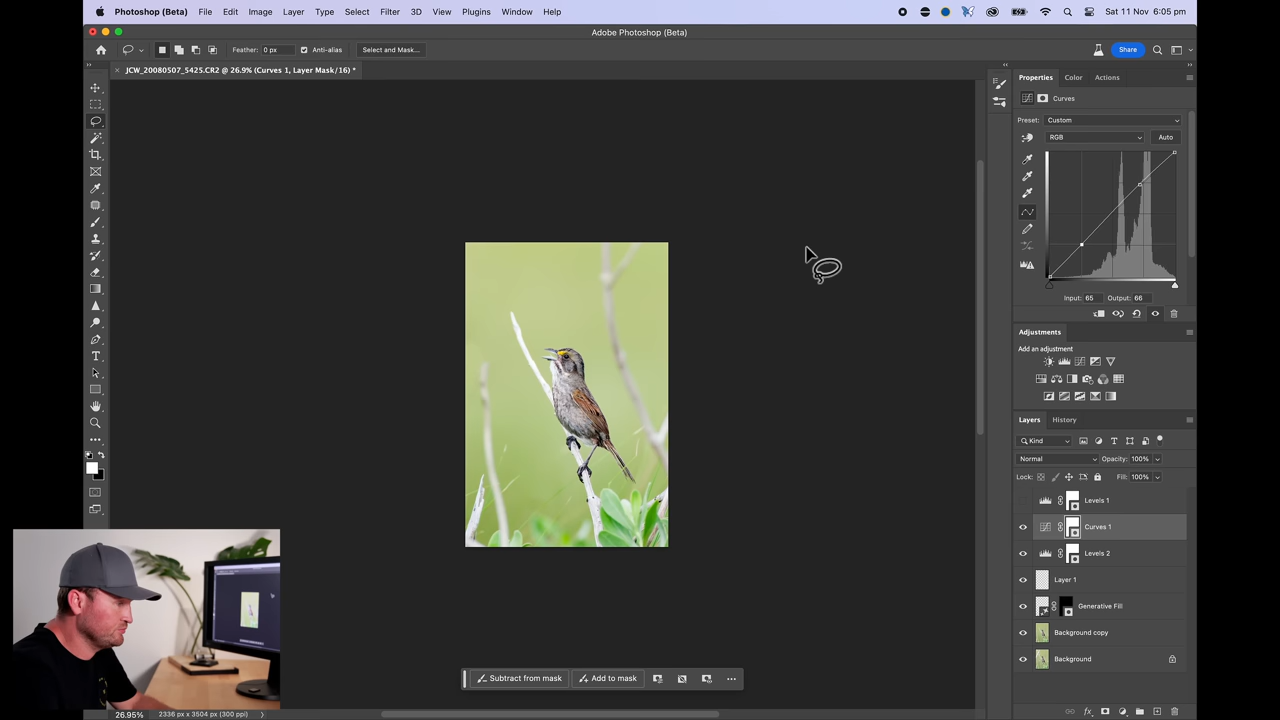 Photoshop (Beta) File Edit Image Layer Type Select Filter 3D View Plugins Window Help Sat 11 Nov 6:05 pm
Adobe Photoshop (Beta)
Feather: 0 px Anti-alias Select and Mask... Share
JCW_20080507_5425.CR2 @ 26.9% (Curves 1, Layer Mask/16) *
Properties Color Actions
Curves
Preset: Custom
RGB Auto
Input: 65 Output: 66
Adjustments
Add an adjustment
Layers History
Kind
Normal Opacity: 100%
Lock: Fill: 100%
Levels 1
Curves 1
Levels 2
Layer 1
Generative Fill
Background copy
Background
Subtract from mask Add to mask
26.95% 2336 px x 3504 px (300 ppi)